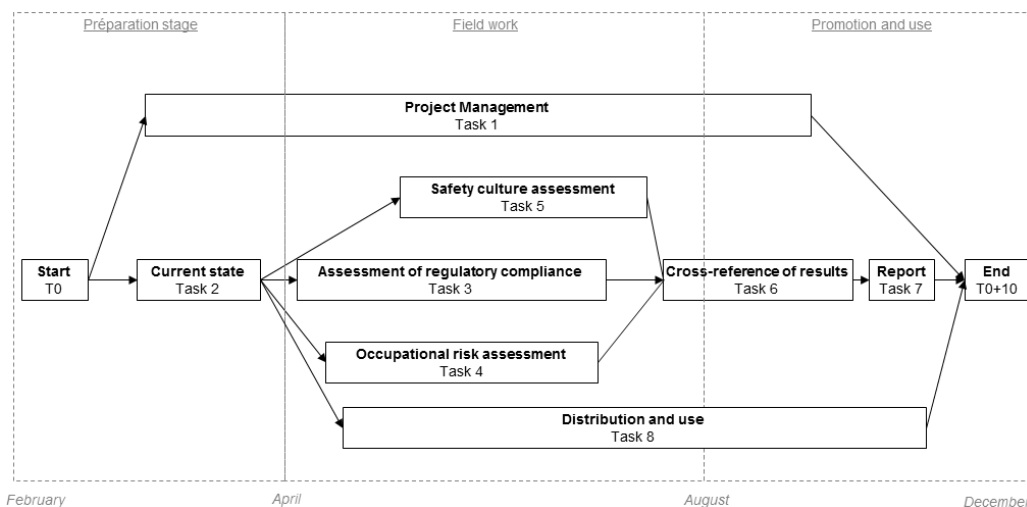 Préparation stage
Field work
Promotion and use
Project Management
Task 1
Safety culture assessment
Task 5
Start
T0
Current state
Task 2
Assessment of regulatory compliance
Task 3
Cross-reference of results
Task 6
Report
Task 7
End
T0+10
Occupational risk assessment
Task 4
Distribution and use
Task 8
February
April
August
December